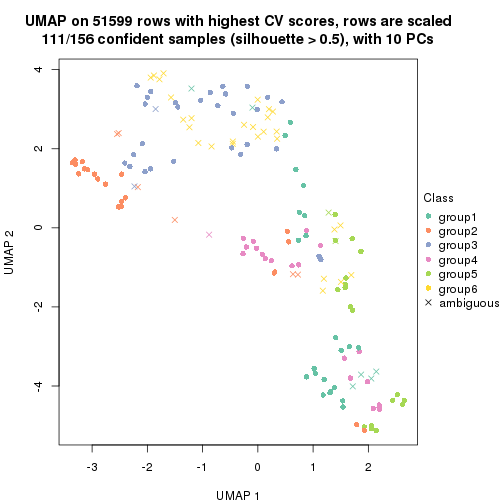 UMAP on 51599 rows with highest CV scores, rows are scaled
111/156 confident samples (silhouette > 0.5), with 10 PCs
4
2
0
-2
-4
UMAP 2
-3 -2 -1 0 1 2
UMAP 1
Class
group1
group2
group3
group4
group5
group6
ambiguous